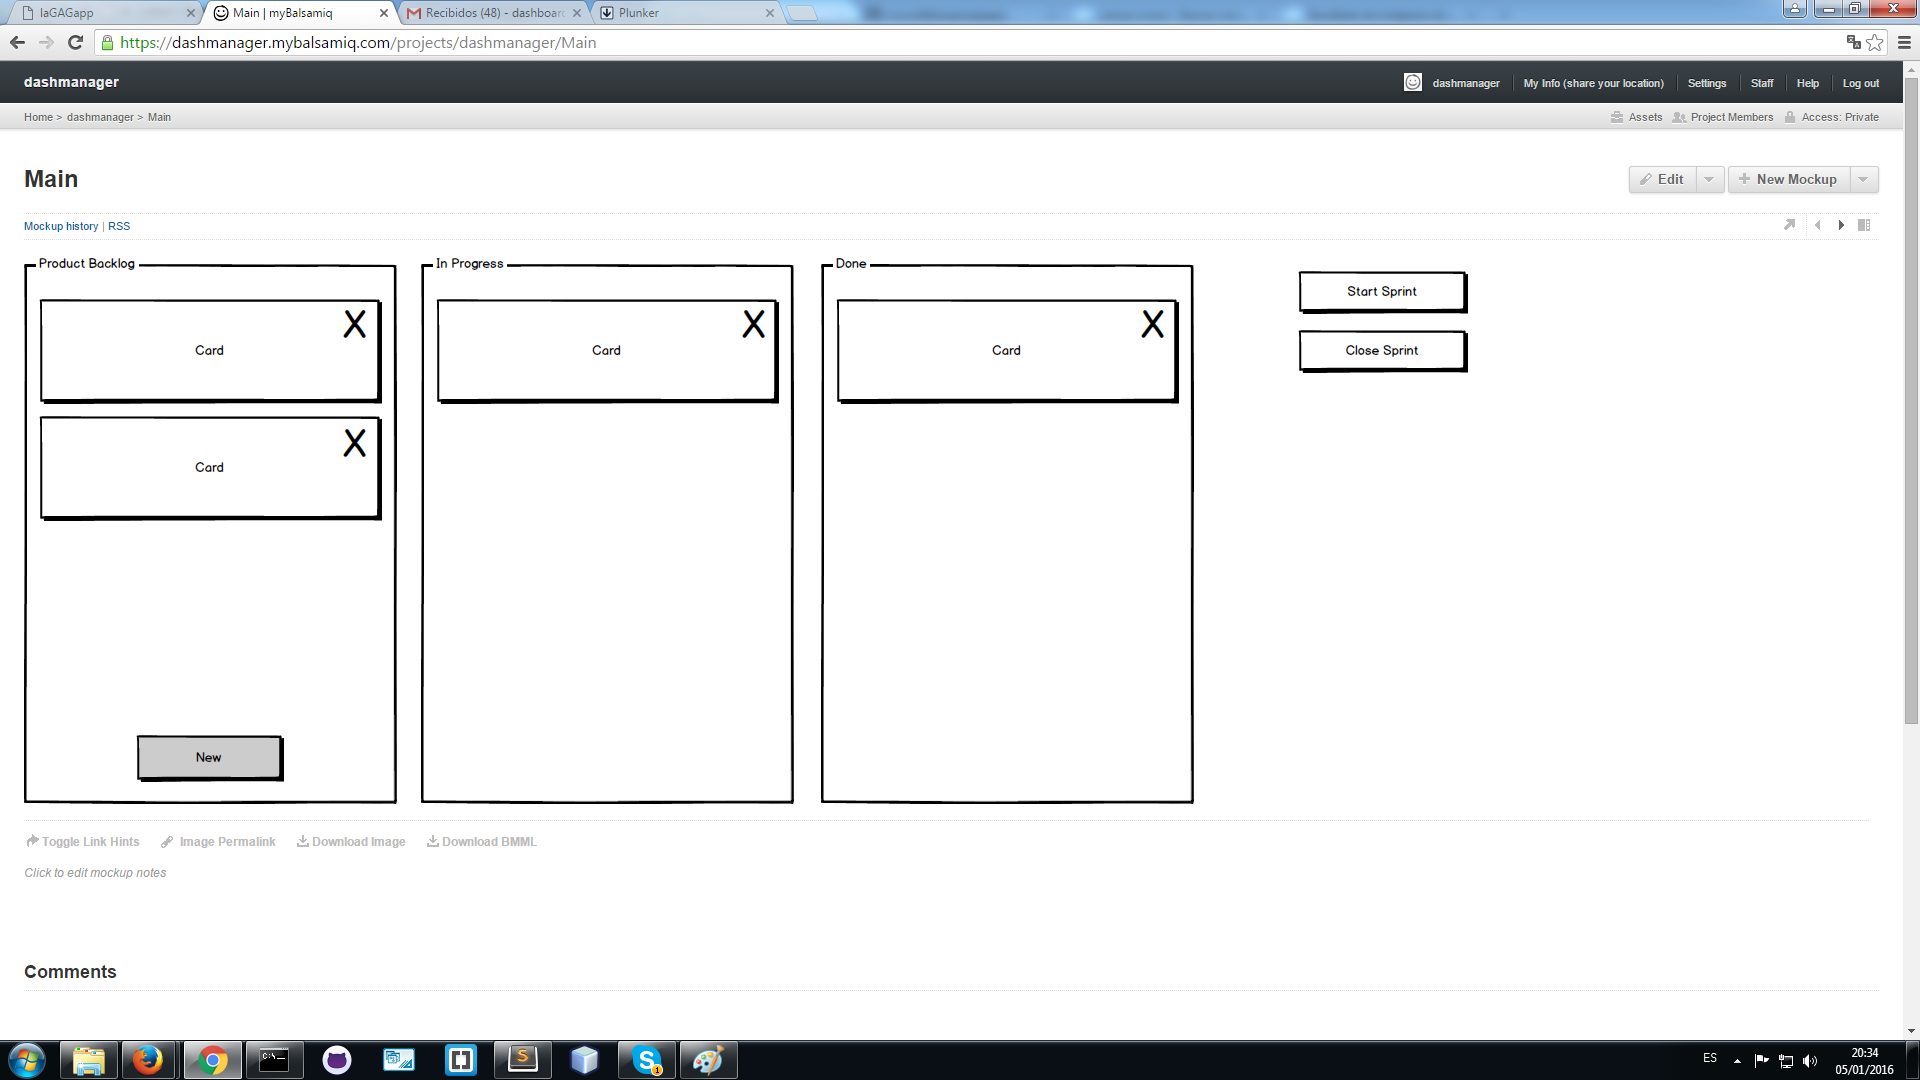 laGAGapp
Main | myBalsamiq
Recibidos (48) - dashboard
Plunker
https://dashmanager.mybalsamiq.com/projects/dashmanager/Main
dashmanager
dashmanager My Info (share your location) Settings Staff Help Log out
Home > dashmanager > Main
Assets Project Members Access: Private
Main
Edit New Mockup
Mockup history | RSS
Product Backlog
Card X
Card X
New
In Progress
Card X
Done
Card X
Start Sprint
Close Sprint
Toggle Link Hints Image Permalink Download Image Download BMML
Click to edit mockup notes
Comments
ES
20:34
05/01/2016